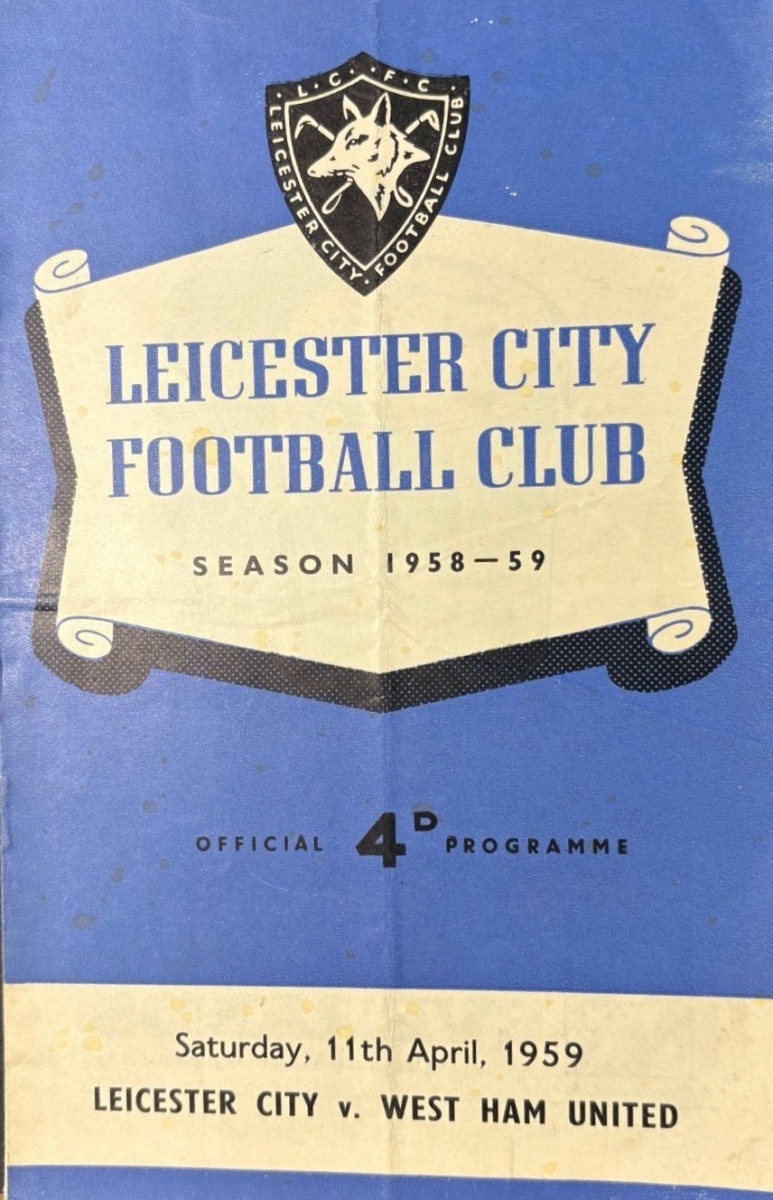 · L · C · F · C ·
LEICESTER CITY · FOOTBALL CLUB
LEICESTER CITY
FOOTBALL CLUB
SEASON 1958—59
OFFICIAL 4D PROGRAMME
Saturday, 11th April, 1959
LEICESTER CITY v. WEST HAM UNITED